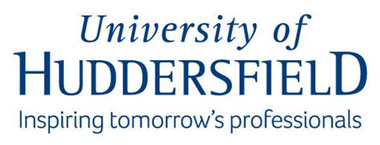 University of
HUDDERSFIELD
Inspiring tomorrow's professionals